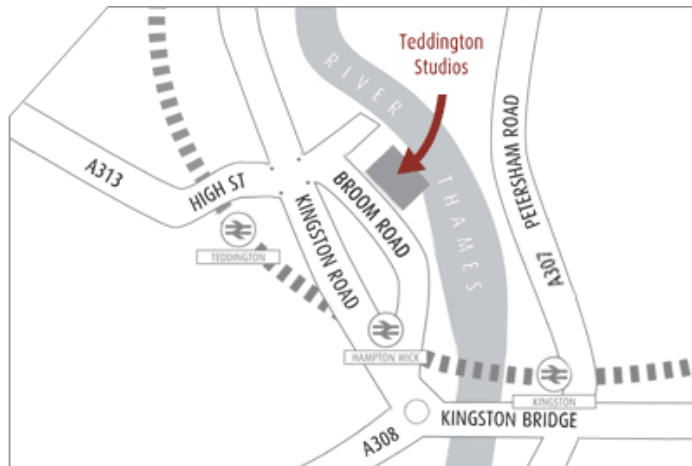 Teddington
Studios
RIVER
THAMES
PETERSHAM ROAD
A307
A313
HIGH ST
BROOM ROAD
KINGSTON ROAD
TEDDINGTON
HAMPTON WICK
KINGSTON
KINGSTON BRIDGE
A308